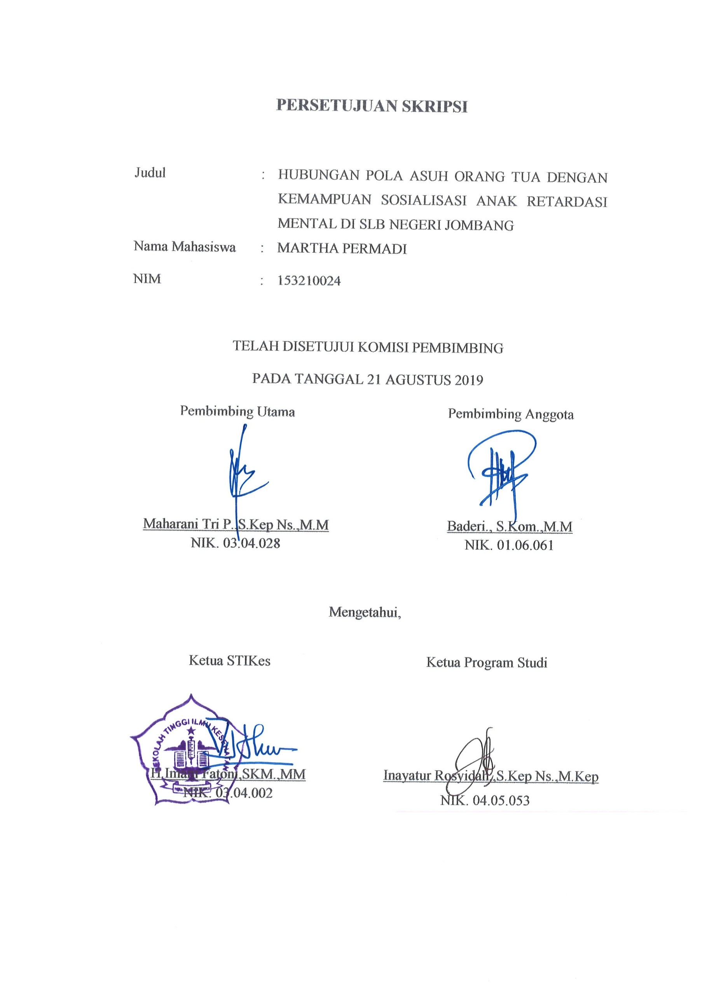 PERSETUJUAN SKRIPSI
Judul : HUBUNGAN POLA ASUH ORANG TUA DENGAN
KEMAMPUAN SOSIALISASI ANAK RETARDASI
MENTAL DI SLB NEGERI JOMBANG
Nama Mahasiswa : MARTHA PERMADI
NIM : 153210024
TELAH DISETUJUI KOMISI PEMBIMBING
PADA TANGGAL 21 AGUSTUS 2019
Pembimbing Utama Pembimbing Anggota
Maharani Tri P.,S.Kep Ns.,M.M Baderi., S.Kom.,M.M
NIK. 03.04.028 NIK. 01.06.061
Mengetahui,
Ketua STIKes Ketua Program Studi
SEKOLAH TINGGI ILMU KESEHATAN
H.Imam Fatoni,SKM.,MM Inayatur Rosyidah,S.Kep Ns.,M.Kep
NIK. 03.04.002 NIK. 04.05.053